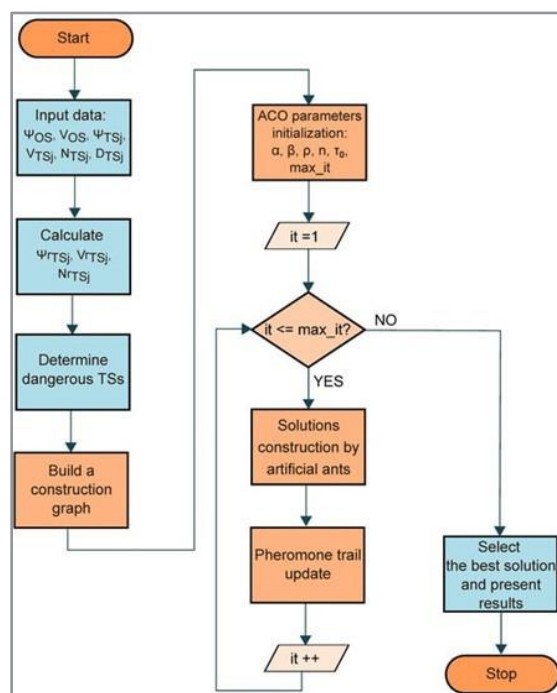 Start
Input data:
Ψos, Vos, ΨTSj,
VTSj, NTSj, DTSj
Calculate
ΨrTSj, VrTSj,
NrTSj
Determine
dangerous TSs
Build a
construction
graph
ACO parameters
initialization:
α, β, ρ, n, τ₀,
max_it
it =1
it <= max_it?
NO
YES
Solutions
construction by
artificial ants
Pheromone trail
update
it ++
Select
the best solution
and present
results
Stop